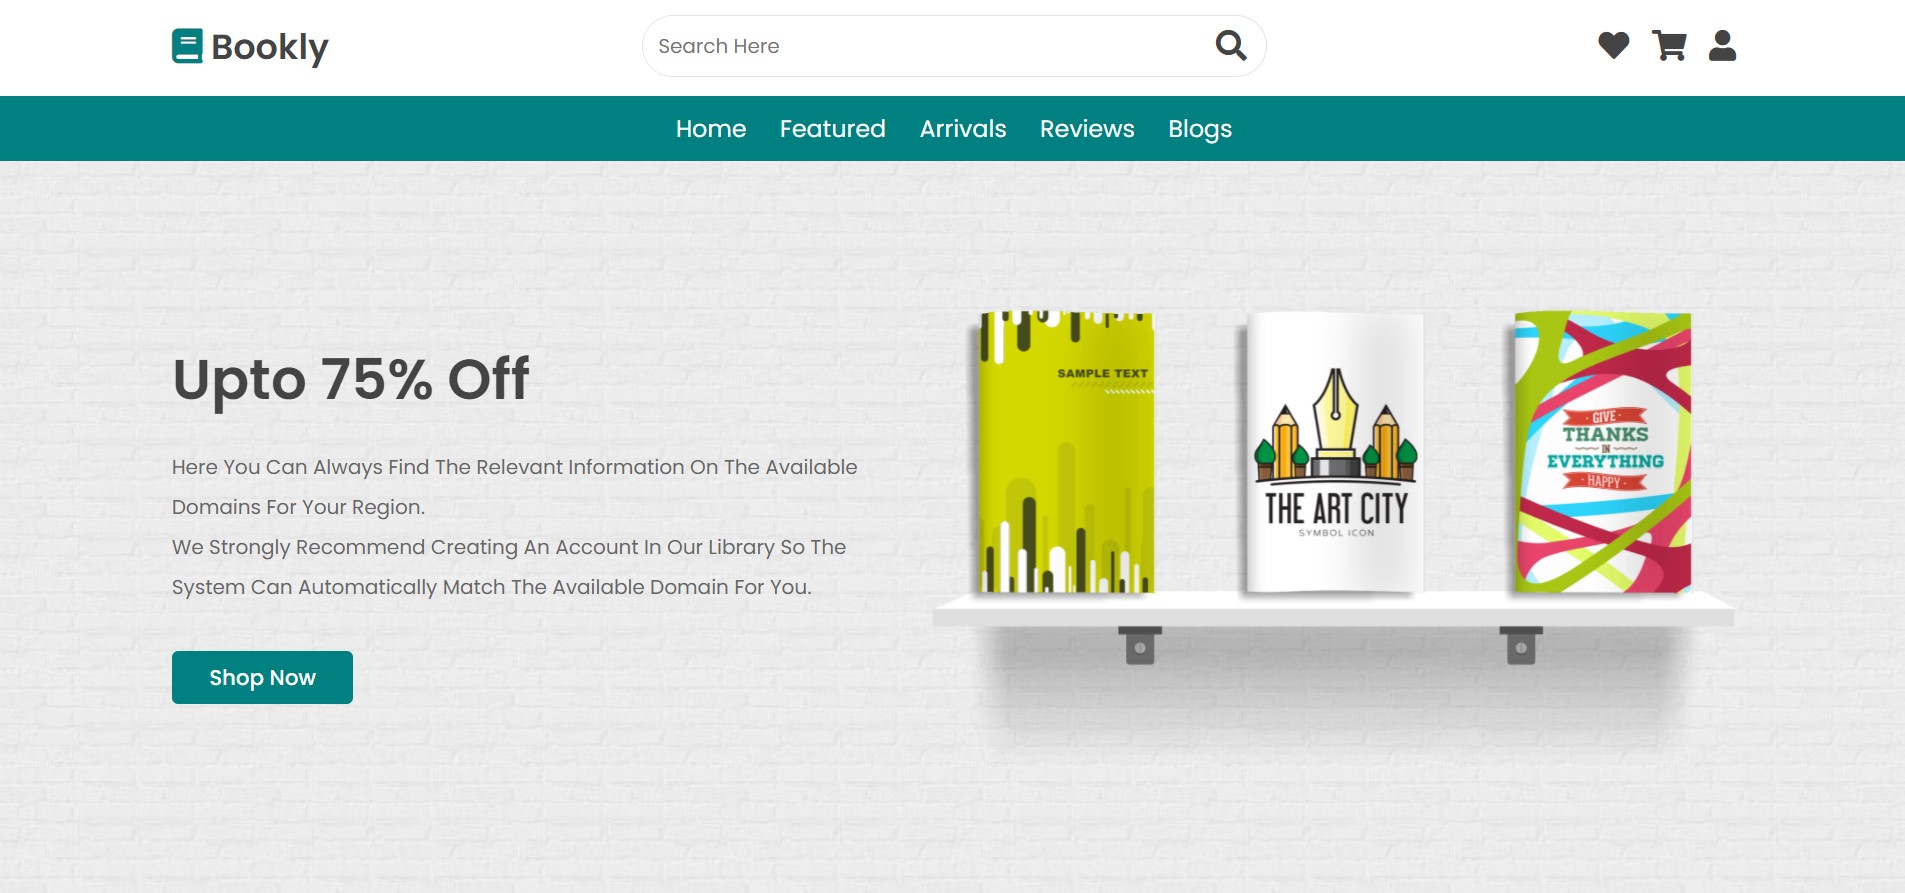 Bookly
Search Here
Home Featured Arrivals Reviews Blogs
Upto 75% Off
Here You Can Always Find The Relevant Information On The Available
Domains For Your Region.
We Strongly Recommend Creating An Account In Our Library So The
System Can Automatically Match The Available Domain For You.
Shop Now
SAMPLE TEXT
THE ART CITY
SYMBOL ICON
GIVE
THANKS
IN
EVERYTHING
HAPPY